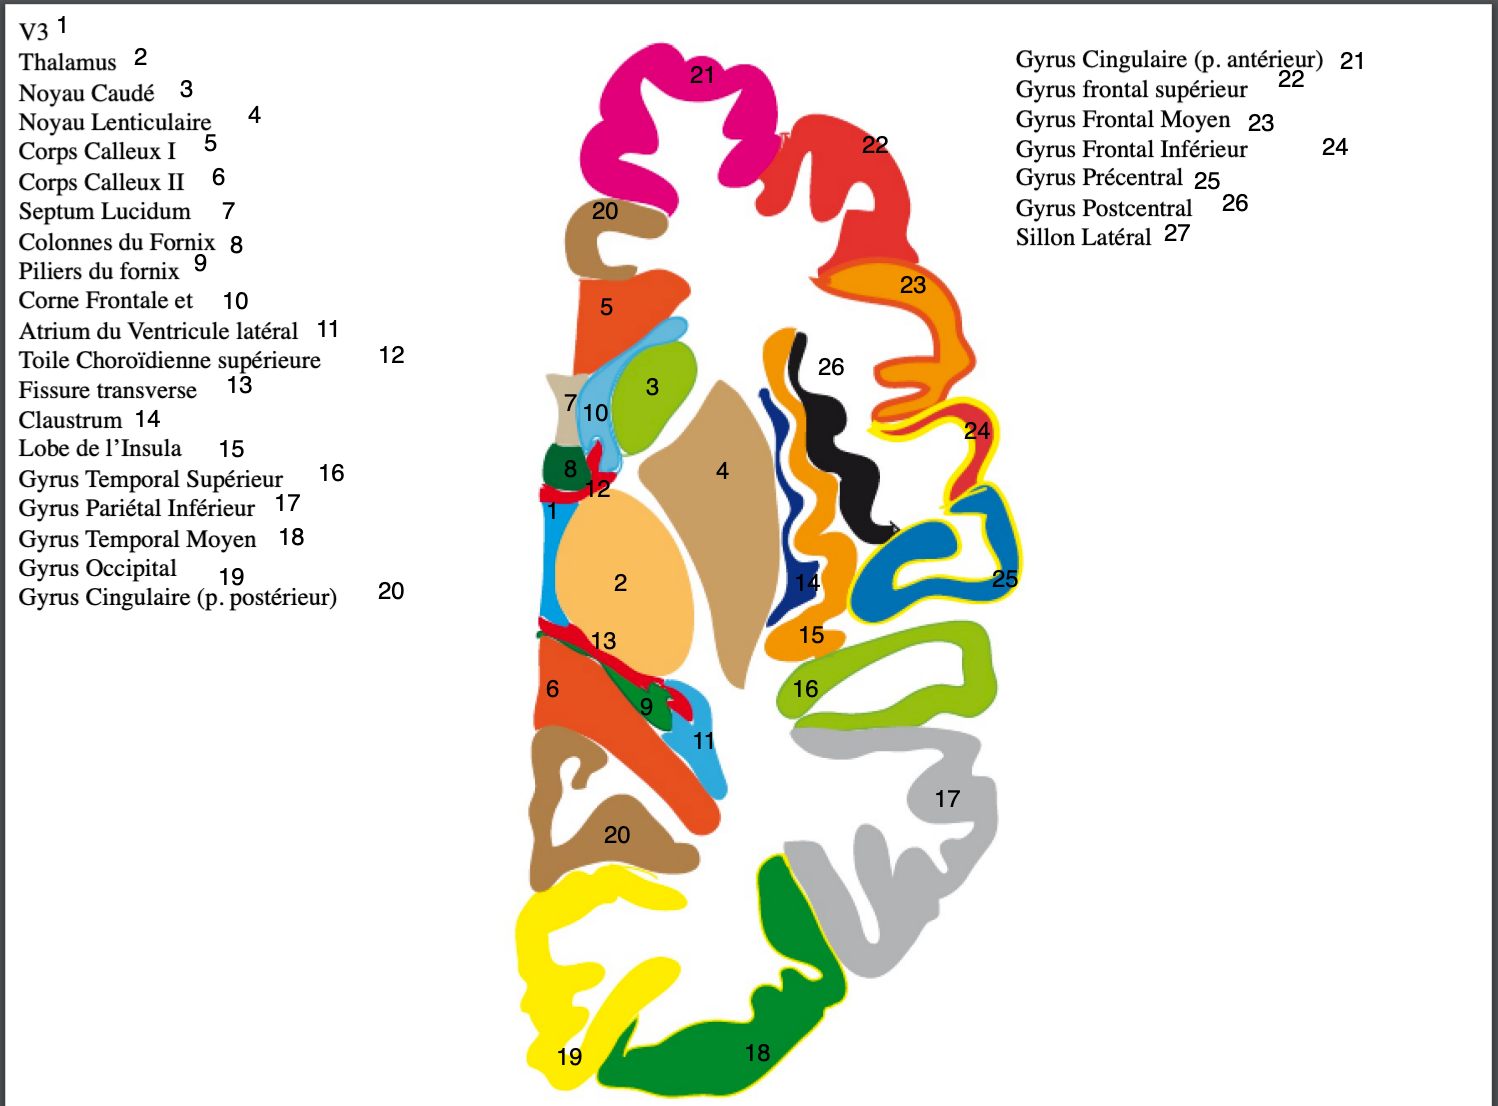 V3 1
Thalamus 2
Noyau Caudé 3
Noyau Lenticulaire 4
Corps Calleux I 5
Corps Calleux II 6
Septum Lucidum 7
Colonnes du Fornix 8
Piliers du fornix 9
Corne Frontale et 10
Atrium du Ventricule latéral 11
Toile Choroïdienne supérieure 12
Fissure transverse 13
Claustrum 14
Lobe de l'Insula 15
Gyrus Temporal Supérieur 16
Gyrus Pariétal Inférieur 17
Gyrus Temporal Moyen 18
Gyrus Occipital 19
Gyrus Cingulaire (p. postérieur) 20
21
22
20
23
5
26
3
7
10
24
4
8
12
1
2
14
25
15
13
16
6
9
11
17
20
18
19
Gyrus Cingulaire (p. antérieur) 21
Gyrus frontal supérieur 22
Gyrus Frontal Moyen 23
Gyrus Frontal Inférieur 24
Gyrus Précentral 25
Gyrus Postcentral 26
Sillon Latéral 27